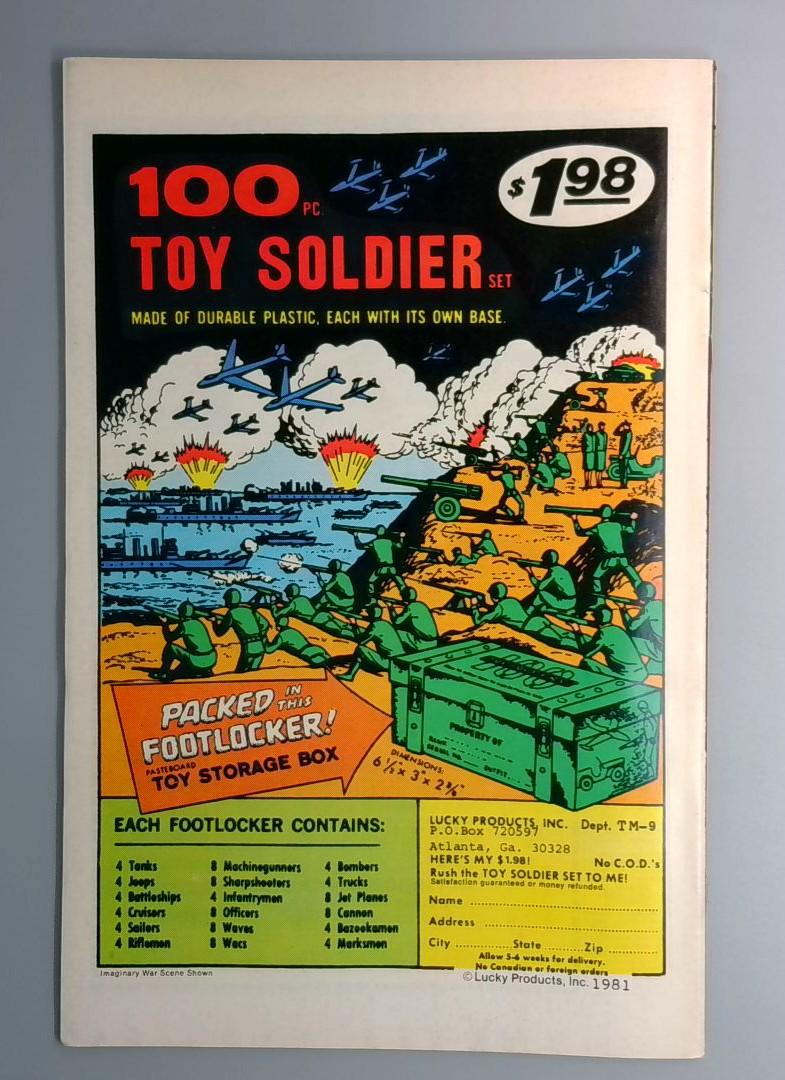 100 PC.
$1.98
TOY SOLDIER SET
MADE OF DURABLE PLASTIC, EACH WITH ITS OWN BASE.
PACKED IN THIS
FOOTLOCKER!
PASTEBOARD
TOY STORAGE BOX
PROPERTY OF
NAME
SERIAL NO. OUTFIT
DIMENSIONS:
6 1/2" x 3" x 2 3/8"
EACH FOOTLOCKER CONTAINS:
4 Tanks
4 Jeeps
4 Battleships
4 Cruisers
4 Sailors
4 Riflemen
8 Machinegunners
8 Sharpshooters
4 Infantrymen
8 Officers
8 Waves
8 Wacs
4 Bombers
4 Trucks
8 Jet Planes
8 Cannon
4 Bazookamen
4 Marksmen
LUCKY PRODUCTS, INC. Dept. TM-9
P.O.Box 720597
Atlanta, Ga. 30328
HERE'S MY $1.98! No C.O.D.'s
Rush the TOY SOLDIER SET TO ME!
Satisfaction guaranteed or money refunded.
Name
Address
City State Zip
Allow 5-6 weeks for delivery.
No Canadian or foreign orders
Imaginary War Scene Shown
© Lucky Products, Inc. 1981